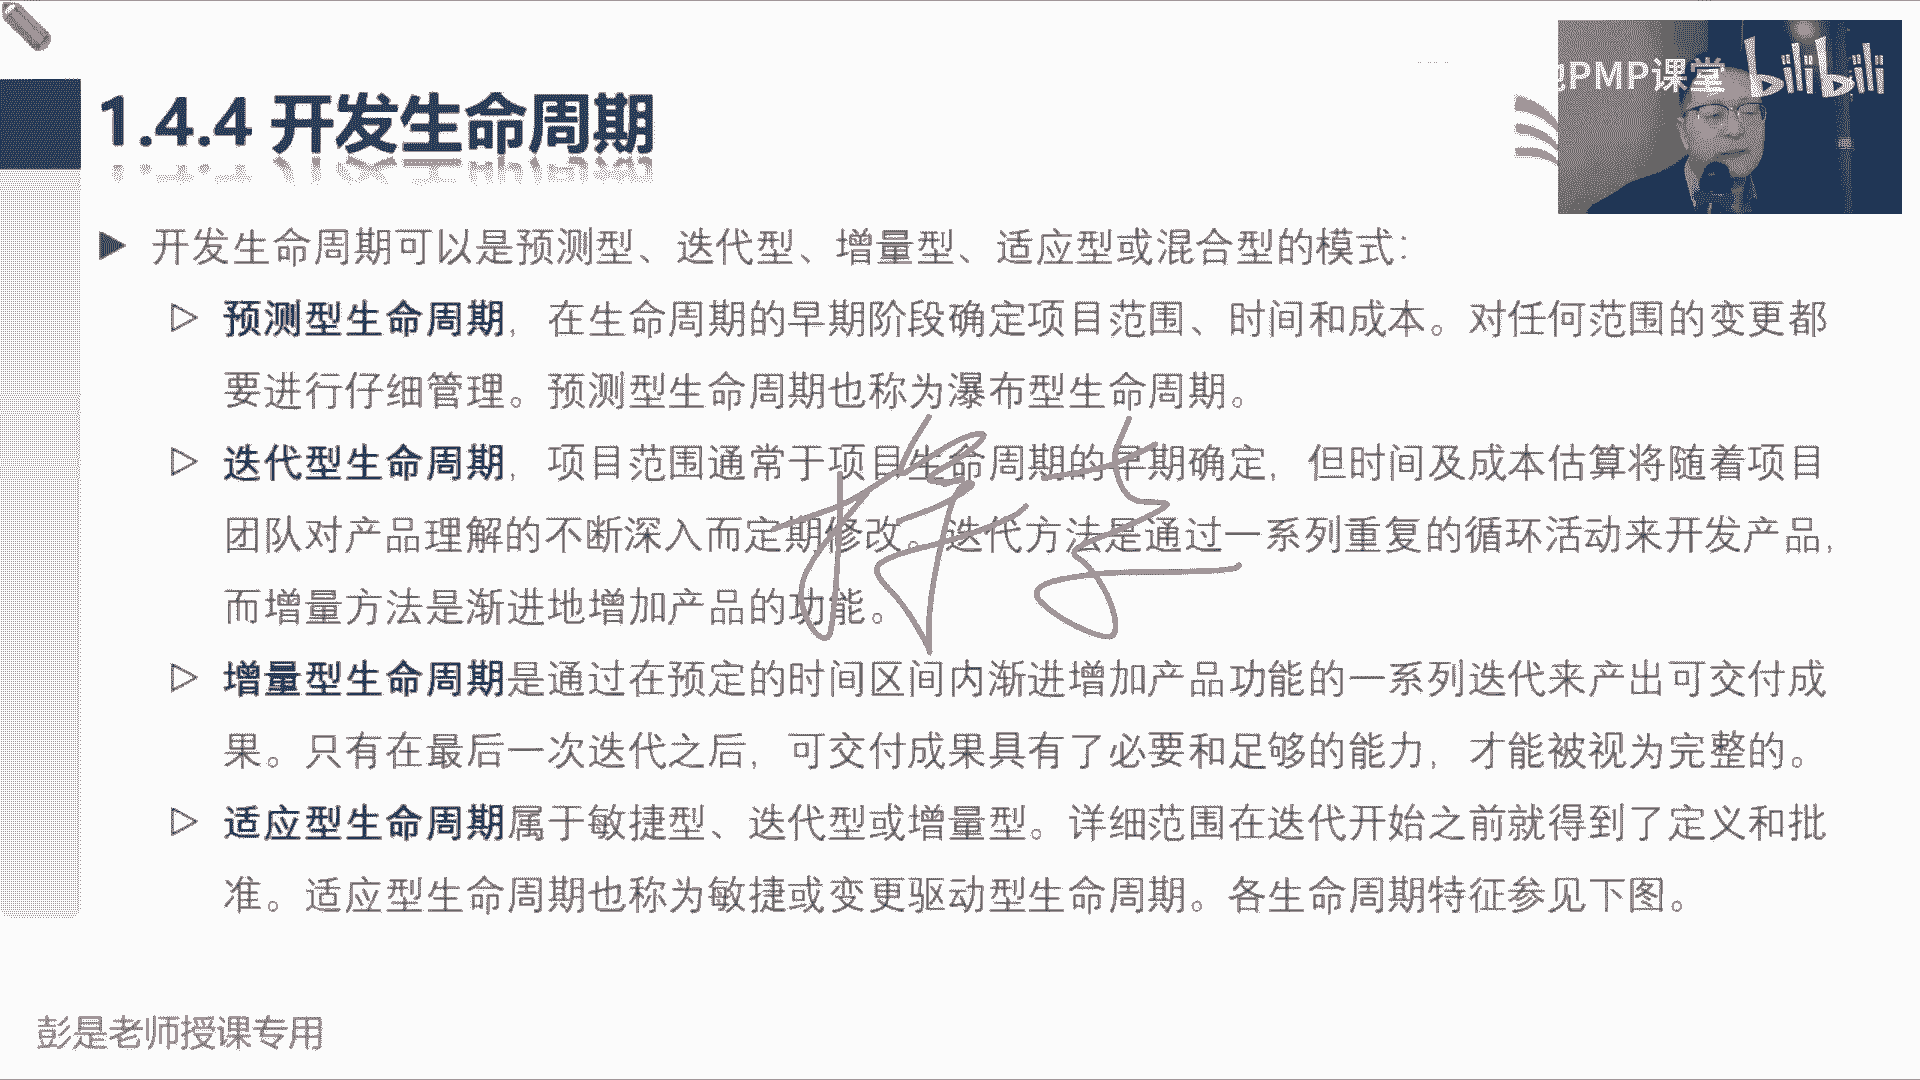 PMP课堂 bilibili
1.4.4 开发生命周期
开发生命周期可以是预测型、迭代型、增量型、适应型或混合型的模式：
预测型生命周期，在生命周期的早期阶段确定项目范围、时间和成本。对任何范围的变更都
要进行仔细管理。预测型生命周期也称为瀑布型生命周期。
迭代型生命周期，项目范围通常于项目生命周期的早期确定，但时间及成本估算将随着项目
团队对产品理解的不断深入而定期修改。迭代方法是通过一系列重复的循环活动来开发产品，
而增量方法是渐进地增加产品的功能。
增量型生命周期是通过在预定的时间区间内渐进增加产品功能的一系列迭代来产出可交付成
果。只有在最后一次迭代之后，可交付成果具有了必要和足够的能力，才能被视为完整的。
适应型生命周期属于敏捷型、迭代型或增量型。详细范围在迭代开始之前就得到了定义和批
准。适应型生命周期也称为敏捷或变更驱动型生命周期。各生命周期特征参见下图。
彭是老师授课专用